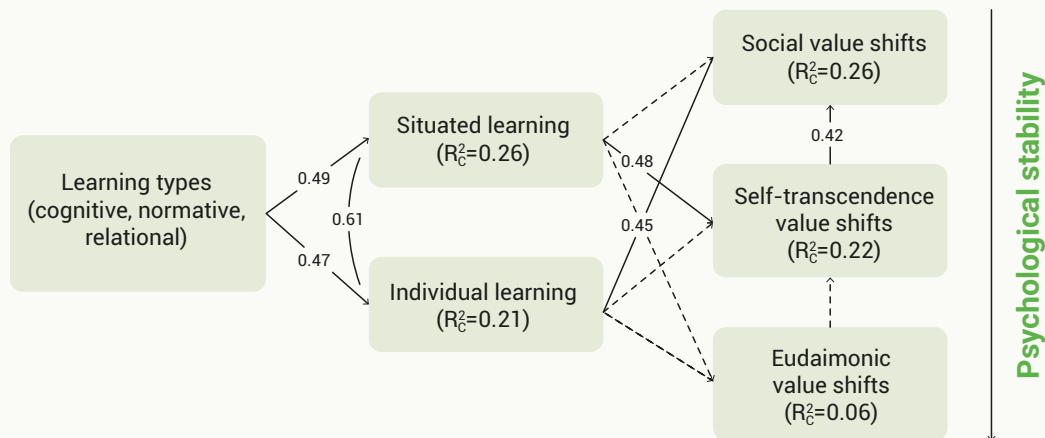 Learning types
(cognitive, normative,
relational)
0.49
0.47
0.61
Situated learning
(R²C=0.26)
Individual learning
(R²C=0.21)
0.48
0.45
Social value shifts
(R²C=0.26)
0.42
Self-transcendence
value shifts
(R²C=0.22)
Eudaimonic
value shifts
(R²C=0.06)
Psychological stability